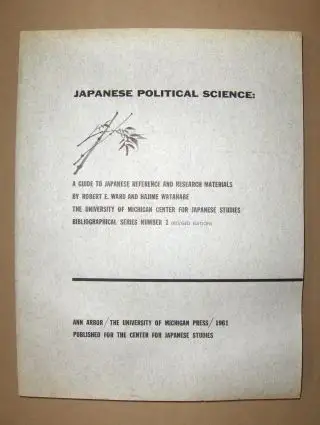 JAPANESE POLITICAL SCIENCE:
A GUIDE TO JAPANESE REFERENCE AND RESEARCH MATERIALS
BY ROBERT E. WARD AND HAJIME WATANABE
THE UNIVERSITY OF MICHIGAN CENTER FOR JAPANESE STUDIES
BIBLIOGRAPHICAL SERIES NUMBER 1 (REVISED EDITION)
ANN ARBOR / THE UNIVERSITY OF MICHIGAN PRESS / 1961
PUBLISHED FOR THE CENTER FOR JAPANESE STUDIES